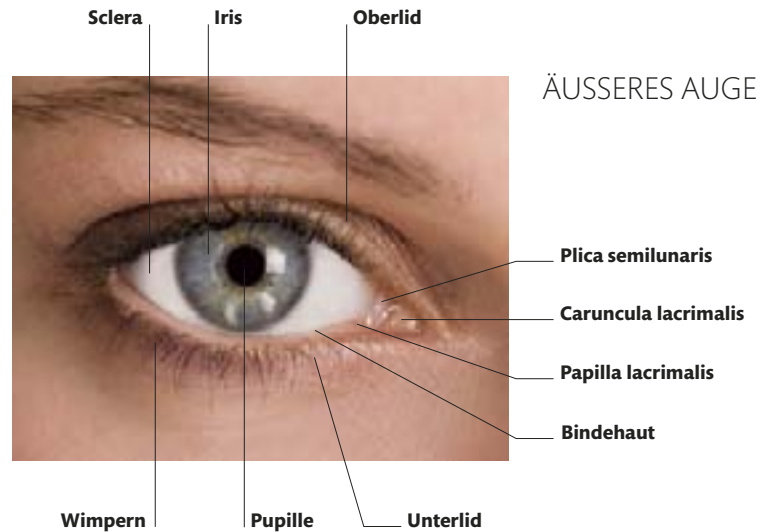 Sclera Iris Oberlid
ÄUSSERES AUGE
Plica semilunaris
Caruncula lacrimalis
Papilla lacrimalis
Bindehaut
Wimpern Pupille Unterlid